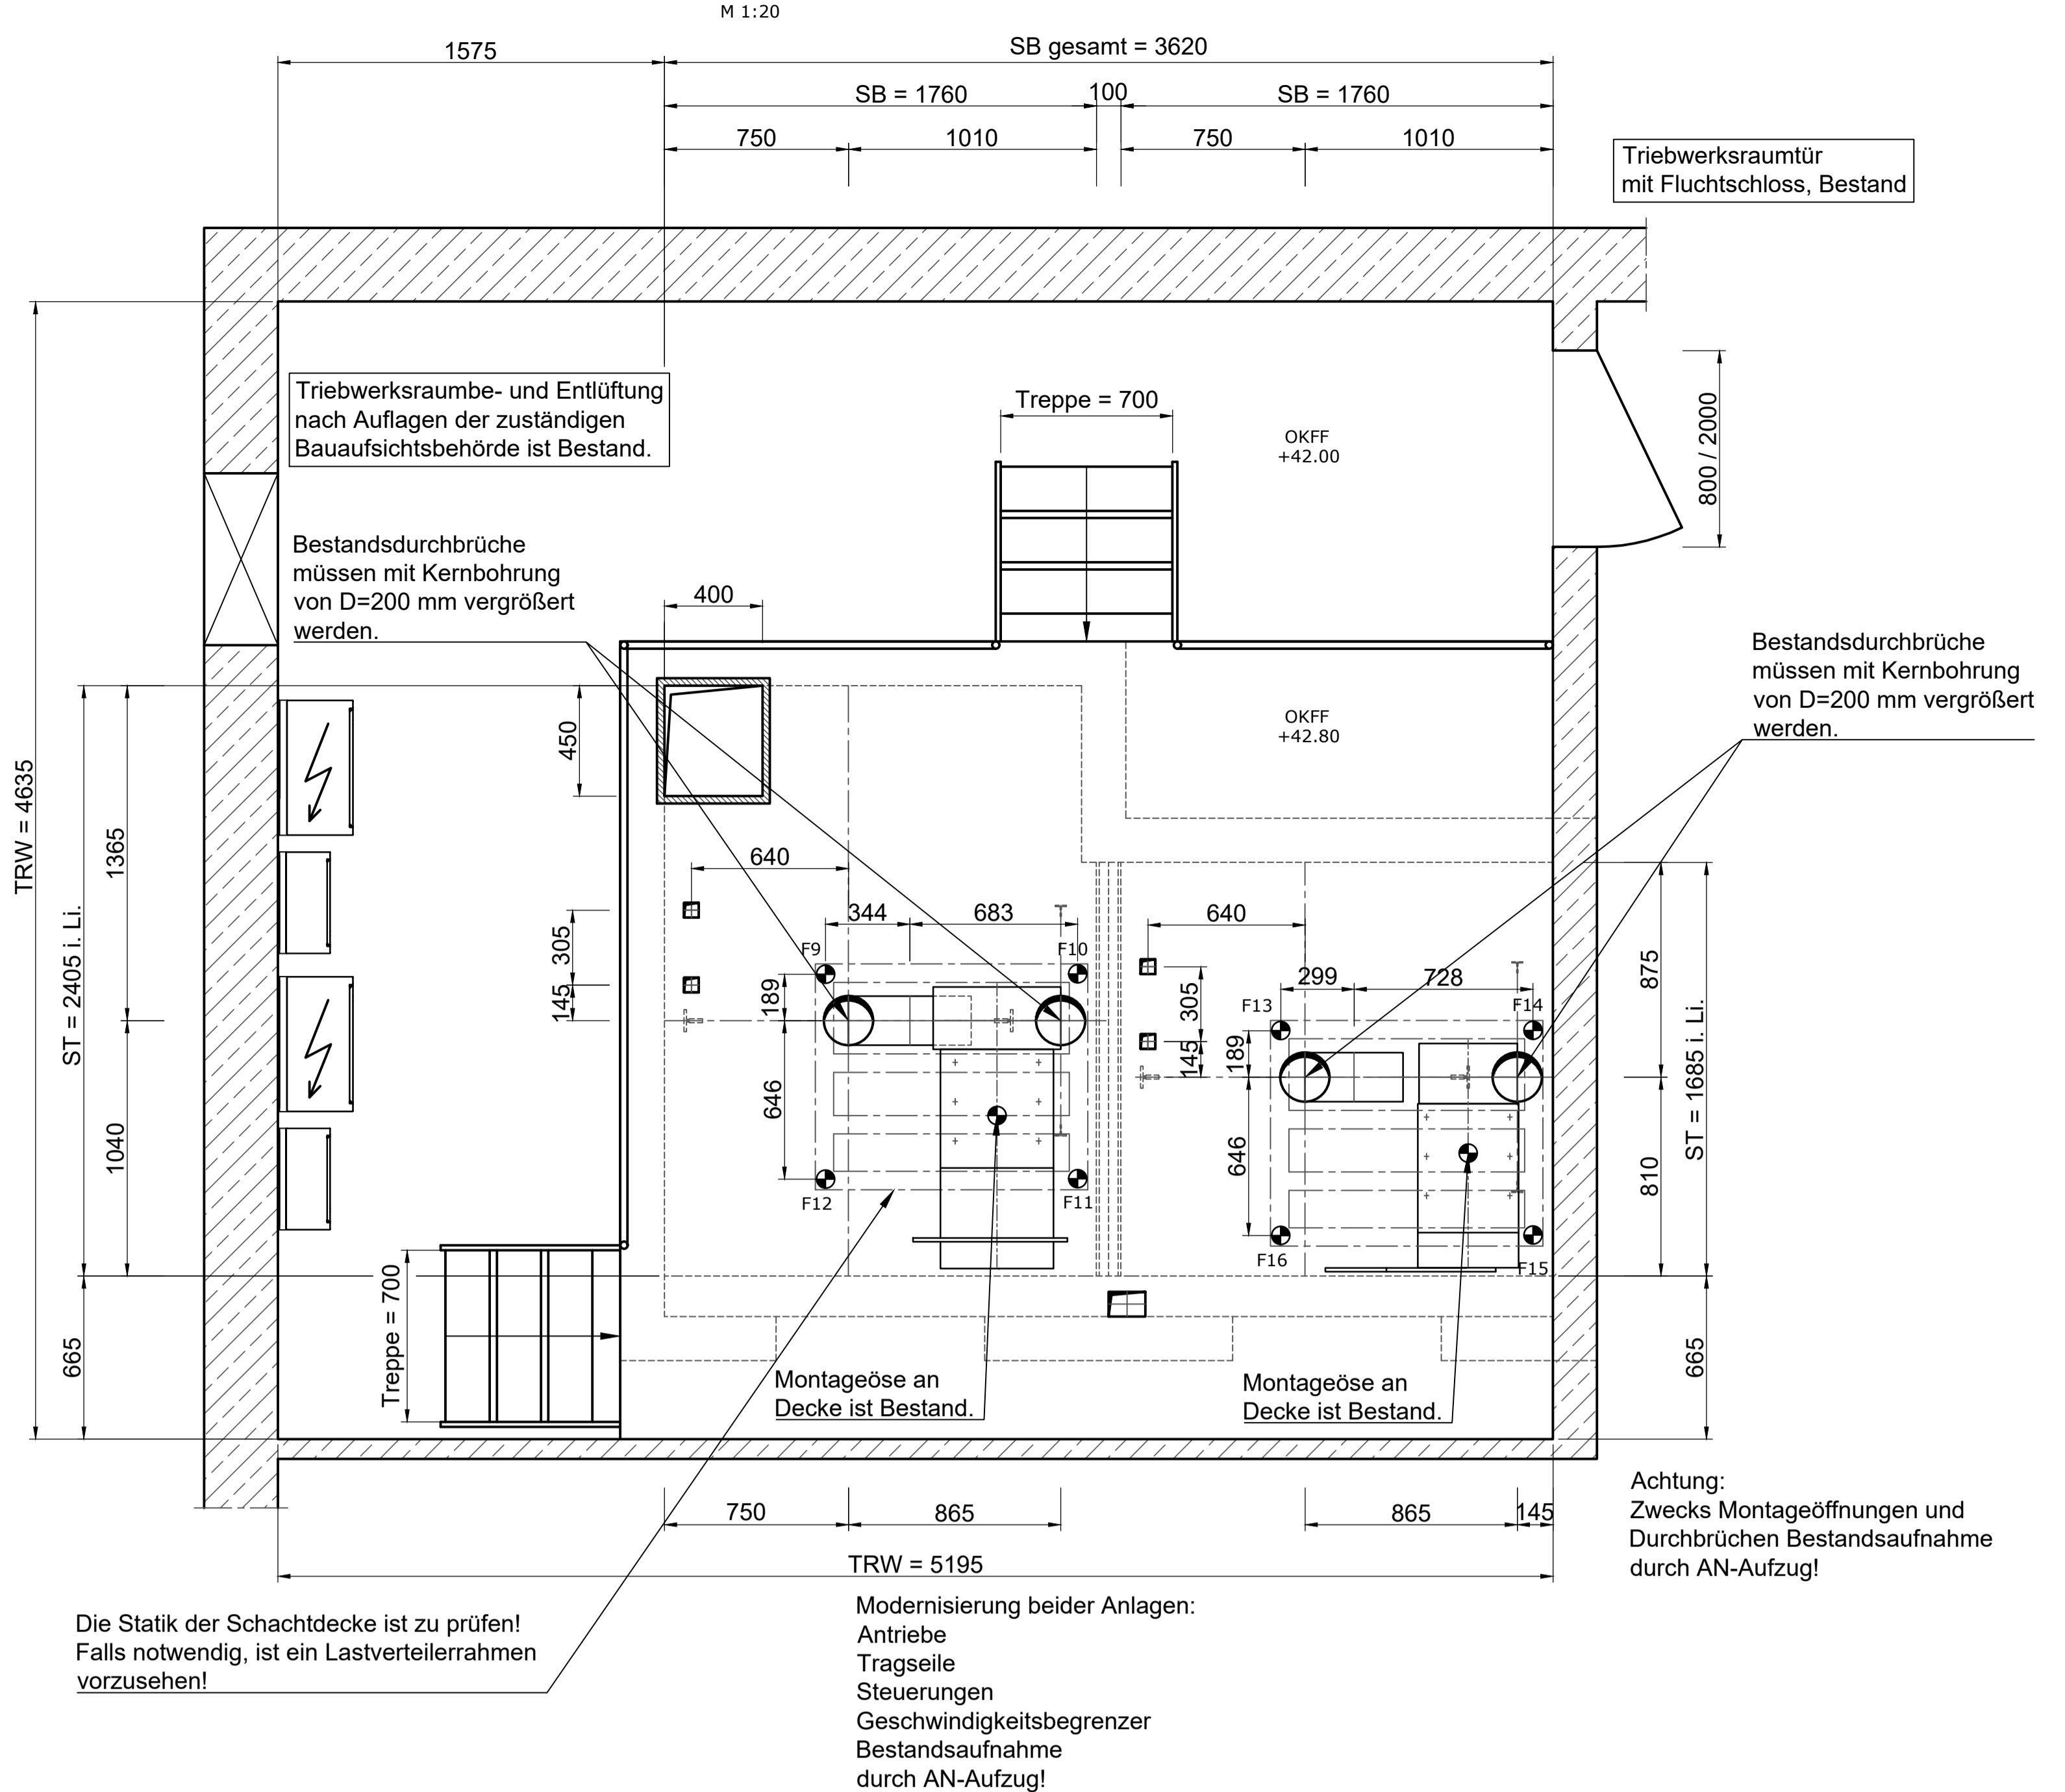 M 1:20
1575
SB gesamt = 3620
SB = 1760
100
SB = 1760
750
1010
750
1010
Triebwerksraumtür
mit Fluchtschloss, Bestand
Triebwerksraumbe- und Entlüftung
nach Auflagen der zuständigen
Bauaufsichtsbehörde ist Bestand.
Treppe = 700
OKFF
+42.00
800 / 2000
Bestandsdurchbrüche
müssen mit Kernbohrung
von D=200 mm vergrößert
werden.
400
Bestandsdurchbrüche
müssen mit Kernbohrung
von D=200 mm vergrößert
werden.
450
OKFF
+42.80
TRW = 4635
ST = 2405 i. Li.
1365
1040
665
640
305
145
344
683
F9
F10
189
646
F12
F11
640
305
145
299
728
F13
F14
189
646
F16
F15
875
810
ST = 1685 i. Li.
665
Treppe = 700
Montageöse an
Decke ist Bestand.
Montageöse an
Decke ist Bestand.
750
865
865
145
TRW = 5195
Achtung:
Zwecks Montageöffnungen und
Durchbrüchen Bestandsaufnahme
durch AN-Aufzug!
Die Statik der Schachtdecke ist zu prüfen!
Falls notwendig, ist ein Lastverteilerrahmen
vorzusehen!
Modernisierung beider Anlagen:
Antriebe
Tragseile
Steuerungen
Geschwindigkeitsbegrenzer
Bestandsaufnahme
durch AN-Aufzug!